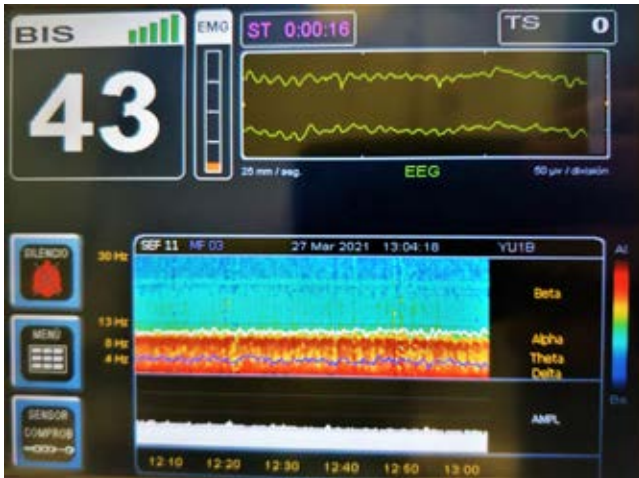 BIS
EMG
ST 0:00:16
TS 0
43
25 mm / seg.
EEG
50 µv / división
SILENCIO
SEF 11 MF 03 27 Mar 2021 13:04:18 YU1B
Al.
30 Hz
Beta
13 Hz
Alpha
8 Hz
Theta
4 Hz
Delta
MENÚ
Ba.
SENSOR
COMPROB
AMPL
12:10 12:20 12:30 12:40 12:50 13:00